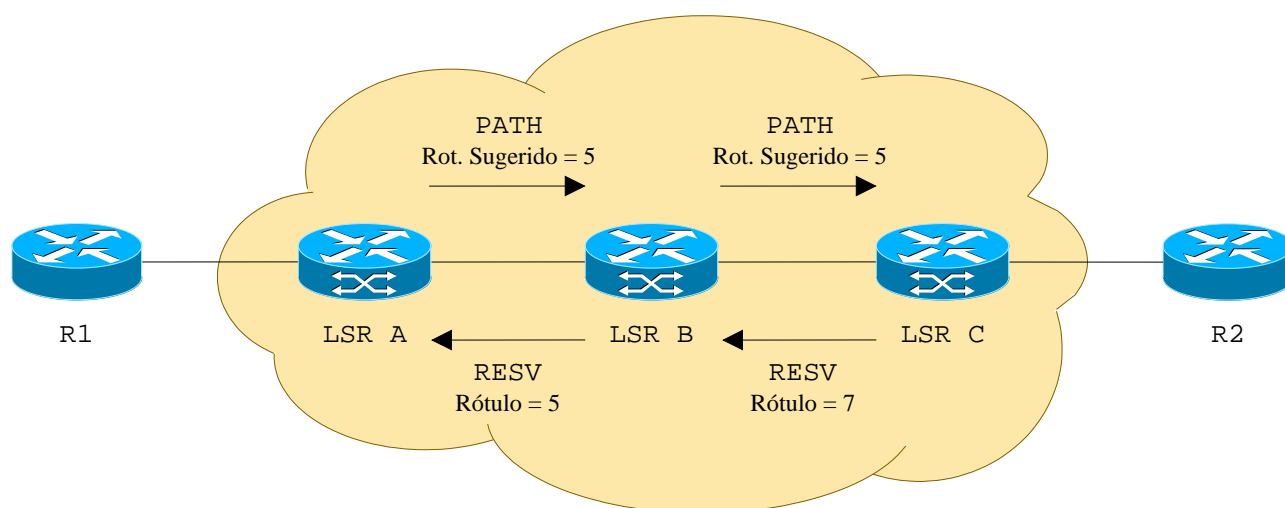 PATH
Rot. Sugerido = 5
PATH
Rot. Sugerido = 5
R1
LSR A
LSR B
LSR C
R2
RESV
Rótulo = 5
RESV
Rótulo = 7